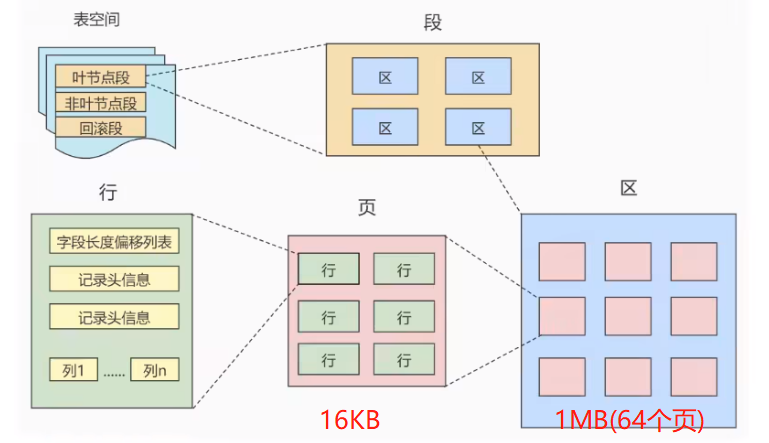 表空间
叶节点段
非叶节点段
回滚段
段
区
区
区
区
行
字段长度偏移列表
记录头信息
记录头信息
列1 ...... 列n
页
行 行
行 行
行 行
16KB
区
1MB(64个页)